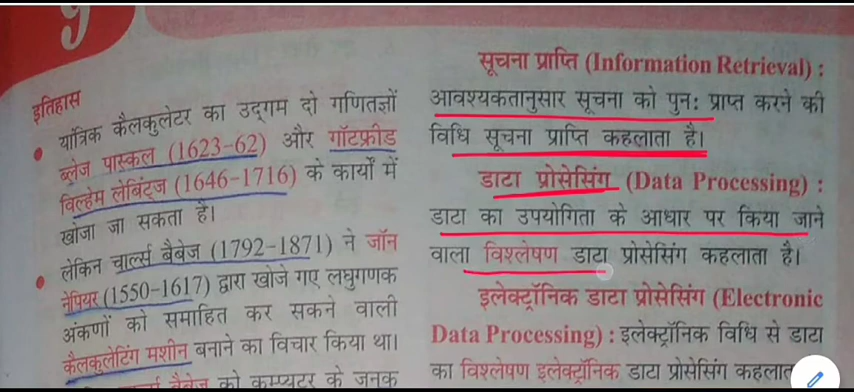 इतिहास
यांत्रिक कैलकुलेटर का उद्गम दो गणितज्ञों
ब्लेज पास्कल (1623-62) और गॉटफ्रीड
विल्हेम लेबिंट्ज (1646-1716) के कार्यों में
खोजा जा सकता है।
लेकिन चार्ल्स बैबेज (1792-1871) ने जॉन
नेपियर (1550-1617) द्वारा खोजे गए लघुगणक
अंकणों को समाहित कर सकने वाली
कैलकुलेटिंग मशीन बनाने का विचार किया था।
बैबेज को कम्प्यूटर के जनक
सूचना प्राप्ति (Information Retrieval) :
आवश्यकतानुसार सूचना को पुनः प्राप्त करने की
विधि सूचना प्राप्ति कहलाता है।
डाटा प्रोसेसिंग (Data Processing) :
डाटा का उपयोगिता के आधार पर किया जाने
वाला विश्लेषण डाटा प्रोसेसिंग कहलाता है।
इलेक्ट्रॉनिक डाटा प्रोसेसिंग (Electronic
Data Processing) : इलेक्ट्रॉनिक विधि से डाटा
का विश्लेषण इलेक्ट्रॉनिक डाटा प्रोसेसिंग